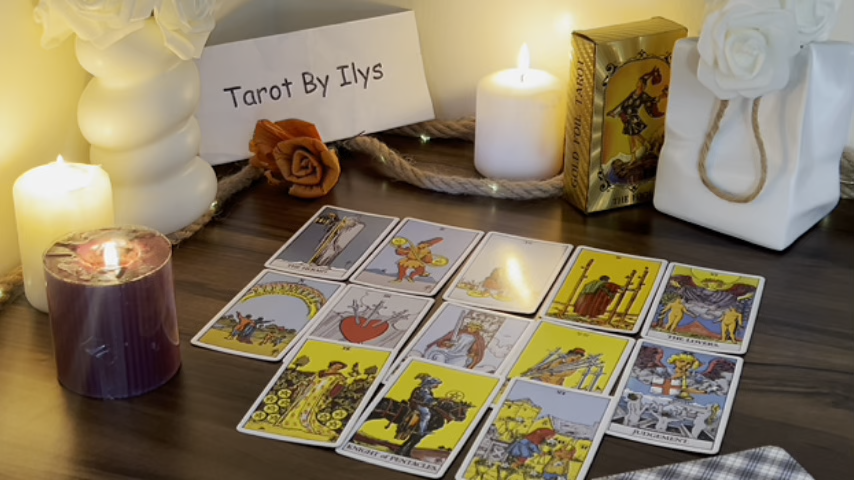 Tarot By Ilys
GOLD FOIL TAROT
THE HERMIT
THE LOVERS
JUDGEMENT
KNIGHT of PENTACLES